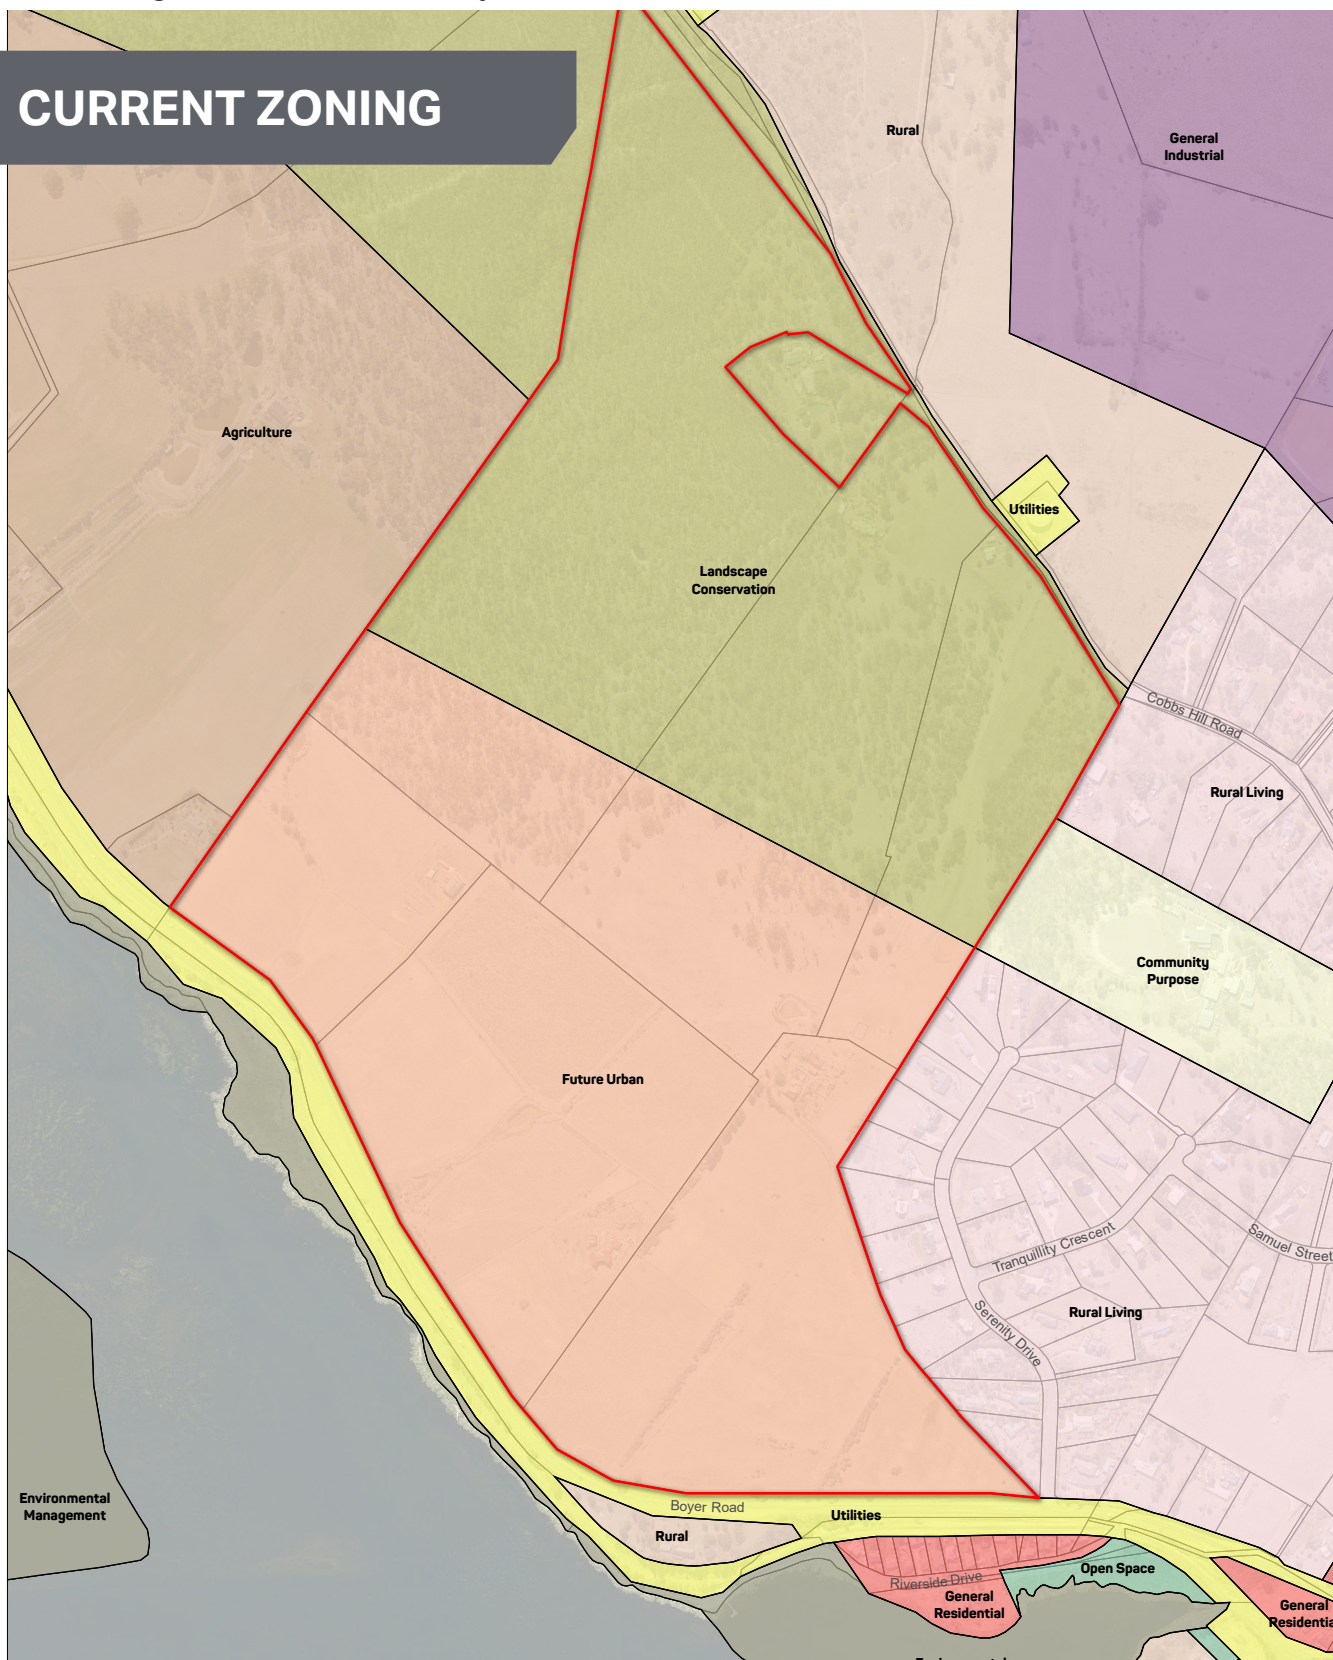 CURRENT ZONING
Rural
General
Industrial
Agriculture
Utilities
Landscape
Conservation
Cobbs Hill Road
Rural Living
Community
Purpose
Future Urban
Samuel Street
Tranquillity Crescent
Serenity Drive
Rural Living
Environmental
Management
Boyer Road
Utilities
Rural
Open Space
Riverside Drive
General
Residential
General